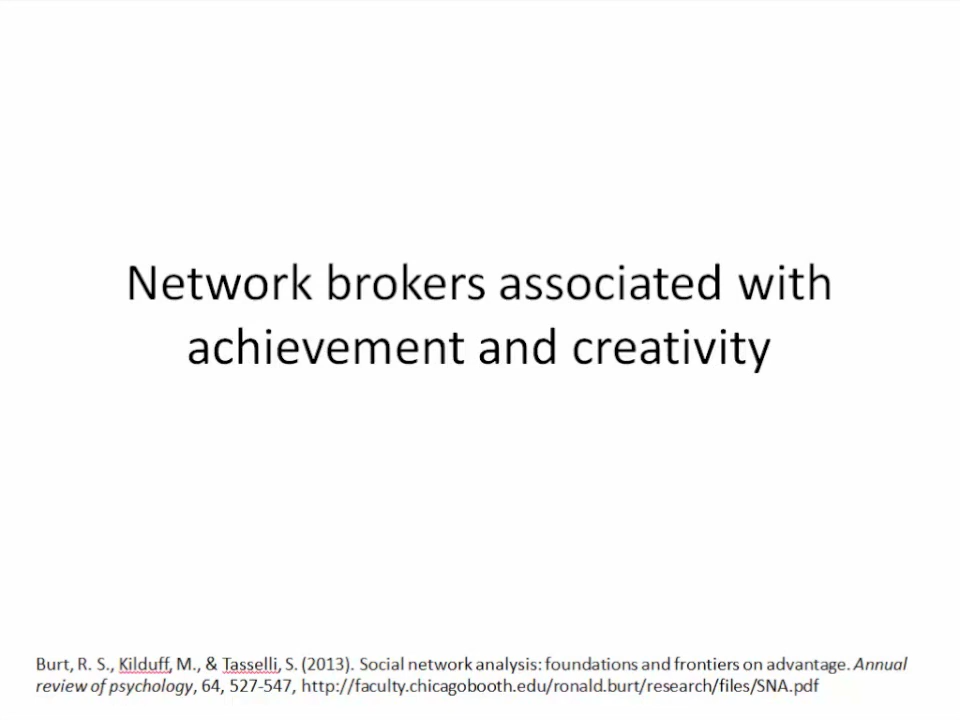 Network brokers associated with
achievement and creativity
Burt, R. S., Kilduff, M., & Tasselli, S. (2013). Social network analysis: foundations and frontiers on advantage. Annual
review of psychology, 64, 527-547, http://faculty.chicagobooth.edu/ronald.burt/research/files/SNA.pdf